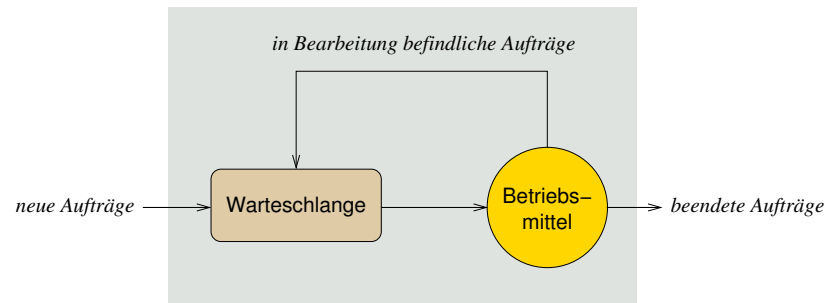 in Bearbeitung befindliche Aufträge
neue Aufträge
Warteschlange
Betriebs−
mittel
beendete Aufträge